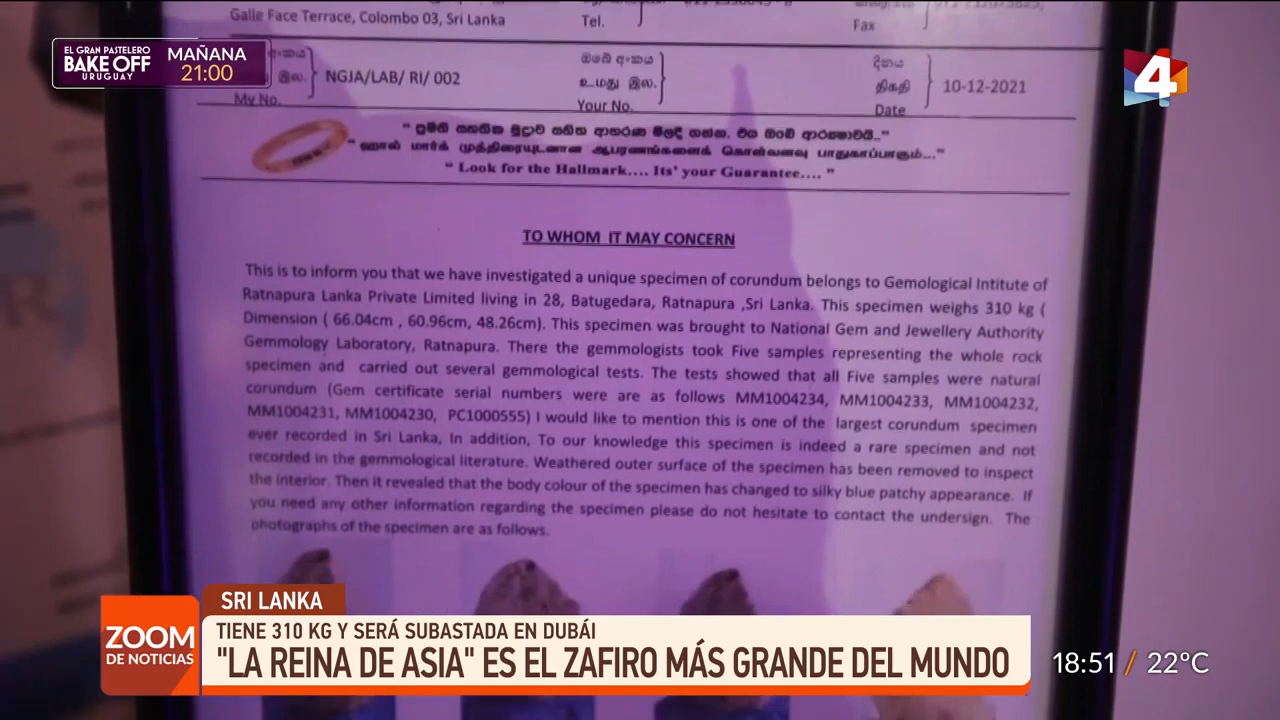 Galle Face Terrace, Colombo 03, Sri Lanka
Tel.
Fax
EL GRAN PASTELERO
BAKE OFF
URUGUAY
MAÑANA
21:00
4
இல.
NGJA/LAB/ RI/ 002
My No.
ඔබේ අංකය
உமது இல.
Your No.
දිනය
திகதி
10-12-2021
Date
" ஹால் மார்க் முத்திரையுடனான ஆபரணங்களைக் கொள்வனவு பாதுகாப்பாகும்..."
" Look for the Hallmark.... Its' your Guarantee.... "
TO WHOM IT MAY CONCERN
This is to inform you that we have investigated a unique specimen of corundum belongs to Gemological Intitute of
Ratnapura Lanka Private Limited living in 28, Batugedara, Ratnapura ,Sri Lanka. This specimen weighs 310 kg (
Dimension ( 66.04cm , 60.96cm, 48.26cm). This specimen was brought to National Gem and Jewellery Authority
Gemmology Laboratory, Ratnapura. There the gemmologists took Five samples representing the whole rock
specimen and carried out several gemmological tests. The tests showed that all Five samples were natural
corundum (Gem certificate serial numbers were are as follows MM1004234, MM1004233, MM1004232,
MM1004231, MM1004230, PC1000555) I would like to mention this is one of the largest corundum specimen
ever recorded in Sri Lanka, In addition, To our knowledge this specimen is indeed a rare specimen and not
recorded in the gemmological literature. Weathered outer surface of the specimen has been removed to inspect
the interior. Then it revealed that the body colour of the specimen has changed to silky blue patchy appearance. If
you need any other information regarding the specimen please do not hesitate to contact the undersign. The
photographs of the specimen are as follows.
SRI LANKA
ZOOM
DE NOTICIAS
TIENE 310 KG Y SERÁ SUBASTADA EN DUBÁI
"LA REINA DE ASIA" ES EL ZAFIRO MÁS GRANDE DEL MUNDO
18:51 / 22°C